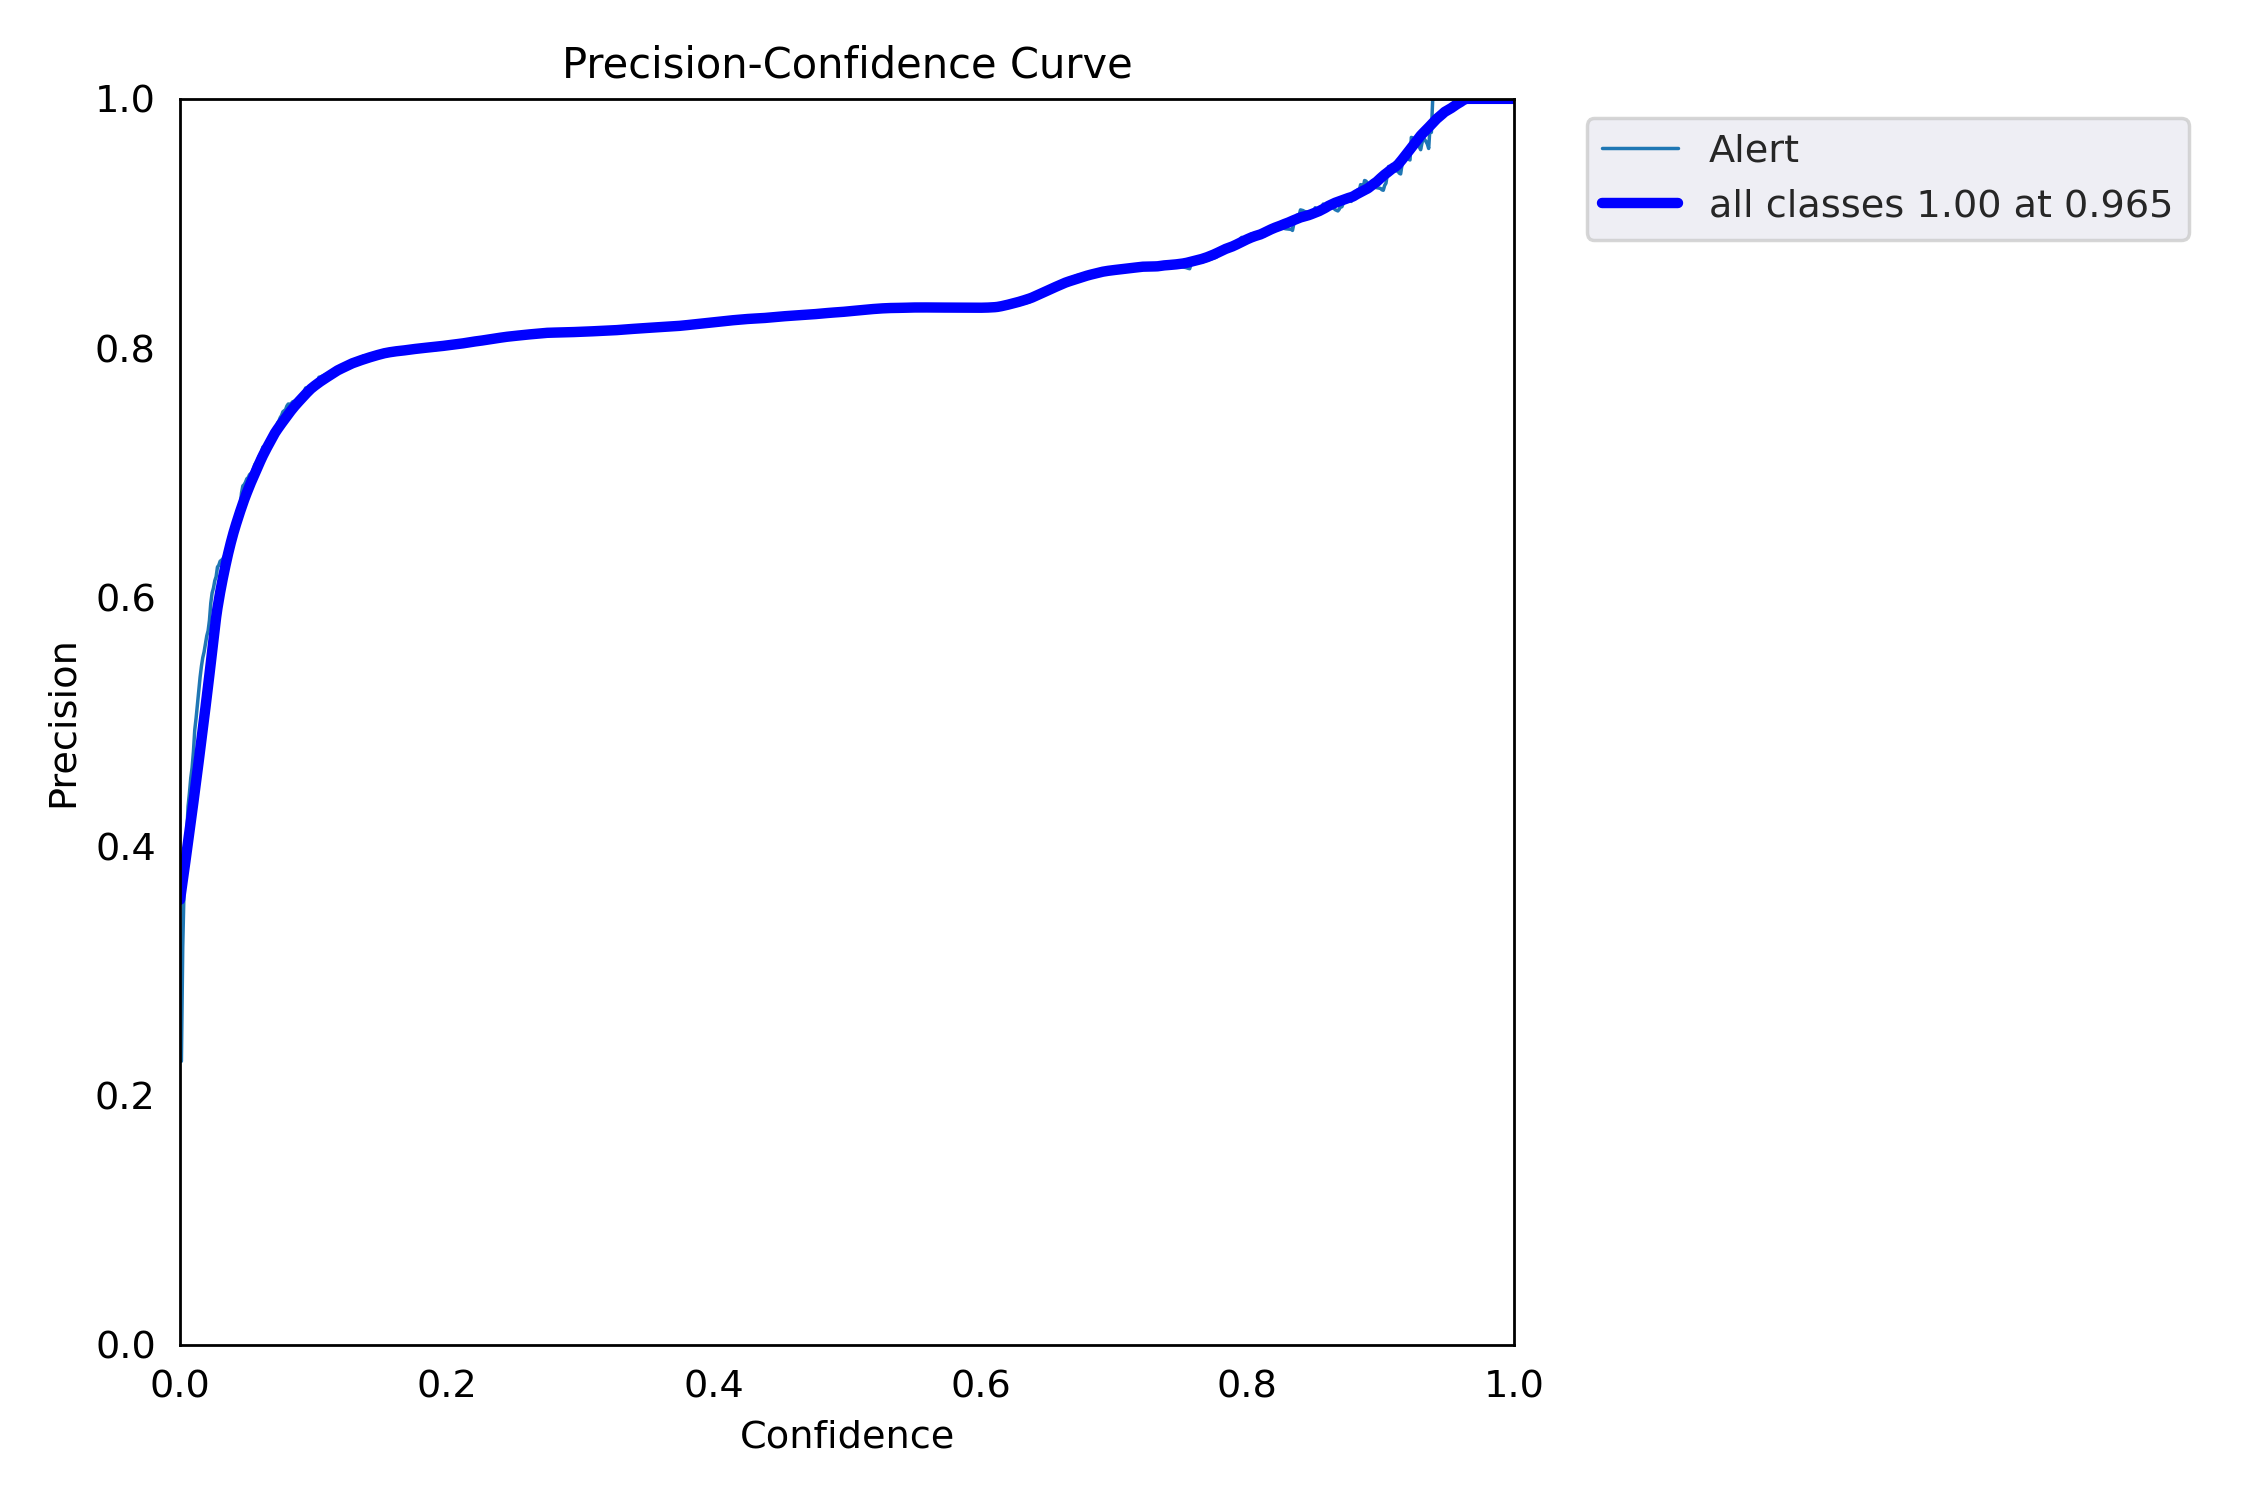 Precision-Confidence Curve
1.0
0.8
0.6
0.4
0.2
0.0
Precision
0.0 0.2 0.4 0.6 0.8 1.0
Confidence
Alert
all classes 1.00 at 0.965